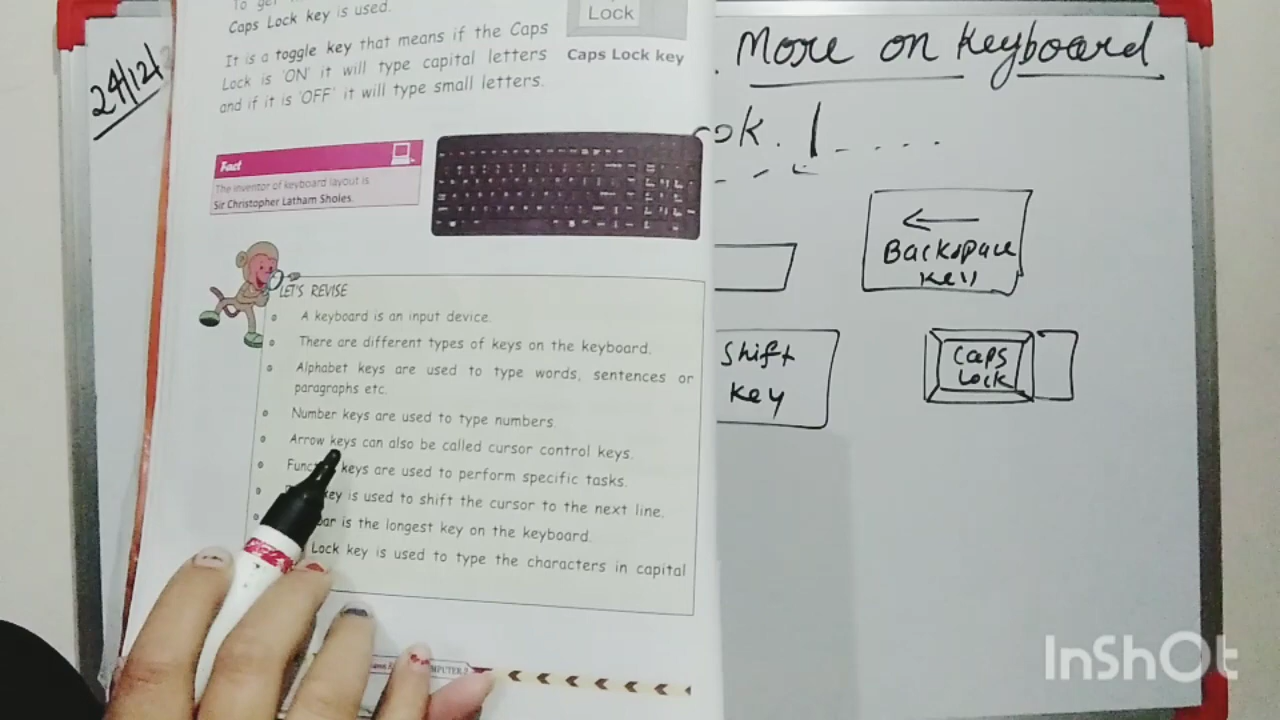 24/12/
To get
Caps Lock key is used.
Lock
Caps Lock key
It is a toggle key that means if the Caps
Lock is 'ON' it will type capital letters
and if it is 'OFF' it will type small letters.
Fact
The inventor of keyboard layout is
Sir Christopher Latham Sholes.
LET'S REVISE
A keyboard is an input device.
There are different types of keys on the keyboard.
Alphabet keys are used to type words, sentences or
paragraphs etc.
Number keys are used to type numbers.
Arrow keys can also be called cursor control keys.
keys are used to perform specific tasks.
key is used to shift the cursor to the next line.
bar is the longest key on the keyboard.
Lock key is used to type the characters in capital
More on Keyboard
ook. | . . . . .
←
Backspace
Key
Shift
Key
Caps
Lock
InShOt